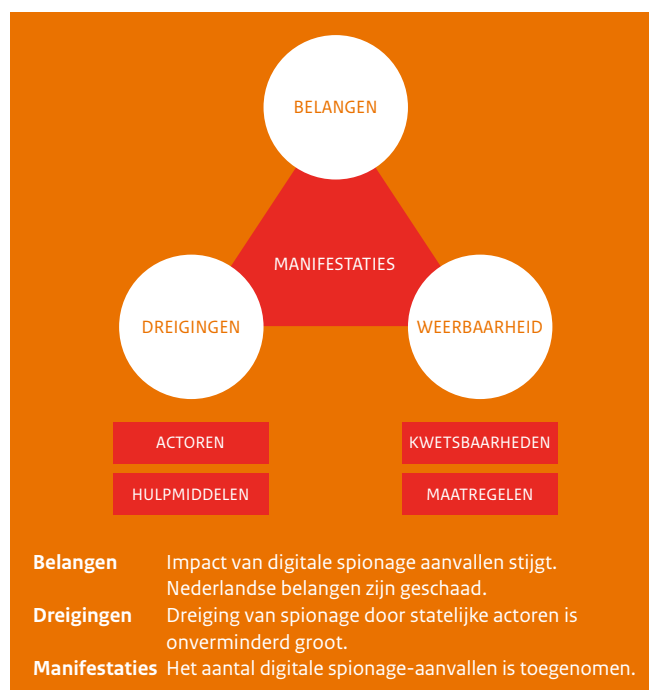 BELANGEN
MANIFESTATIES
DREIGINGEN
WEERBAARHEID
ACTOREN
KWETSBAARHEDEN
HULPMIDDELEN
MAATREGELEN
Belangen Impact van digitale spionage aanvallen stijgt.
Nederlandse belangen zijn geschaad.
Dreigingen Dreiging van spionage door statelijke actoren is
onverminderd groot.
Manifestaties Het aantal digitale spionage-aanvallen is toegenomen.